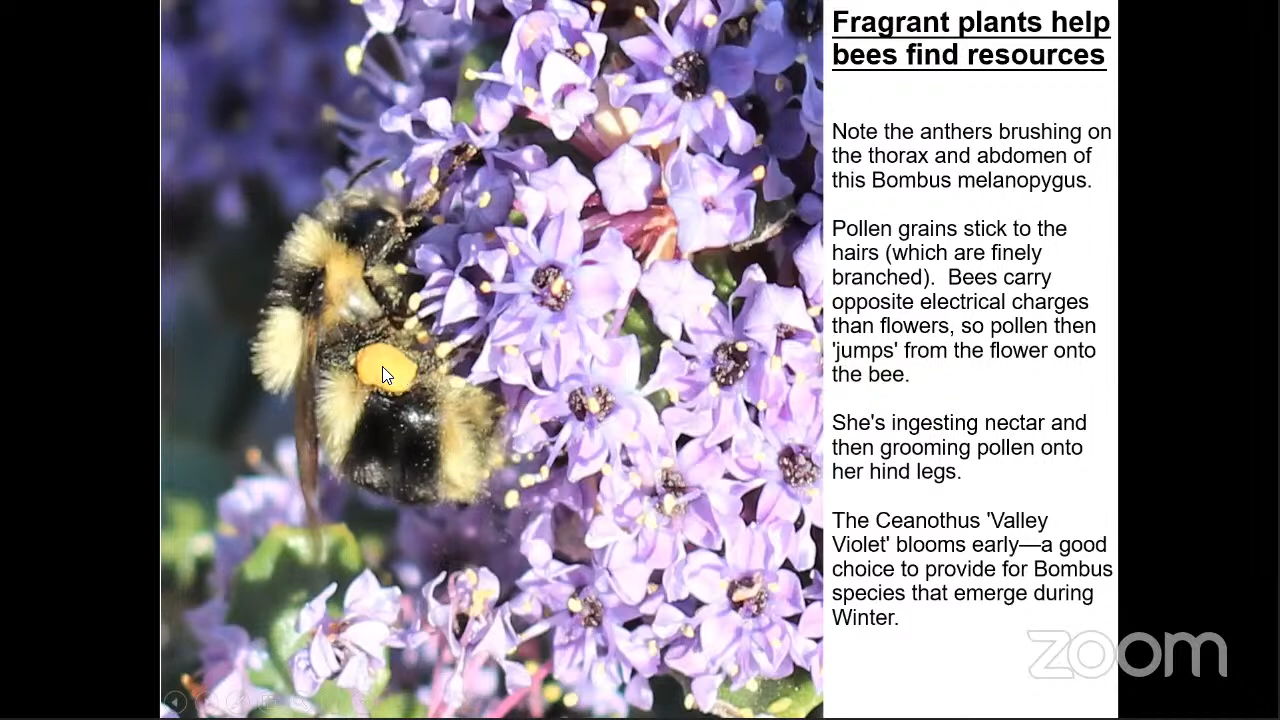 Fragrant plants help
bees find resources
Note the anthers brushing on
the thorax and abdomen of
this Bombus melanopygus.
Pollen grains stick to the
hairs (which are finely
branched).  Bees carry
opposite electrical charges
than flowers, so pollen then
'jumps' from the flower onto
the bee.
She's ingesting nectar and
then grooming pollen onto
her hind legs.
The Ceanothus 'Valley
Violet' blooms early—a good
choice to provide for Bombus
species that emerge during
Winter.
zoom